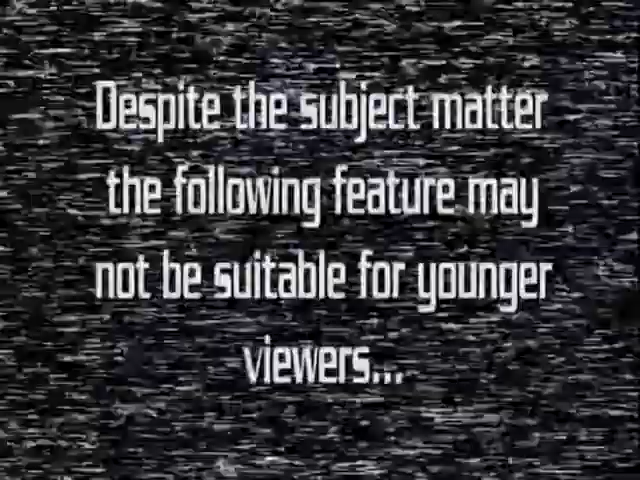 Despite the subject matter
the following feature may
not be suitable for younger
viewers...